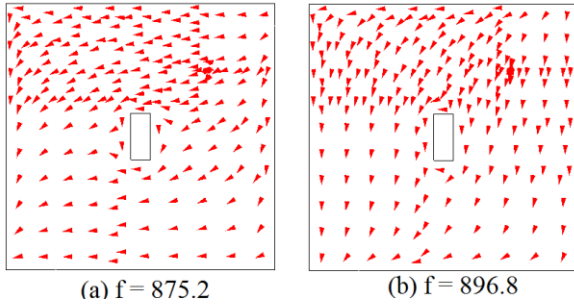 (a) f = 875.2
(b) f = 896.8